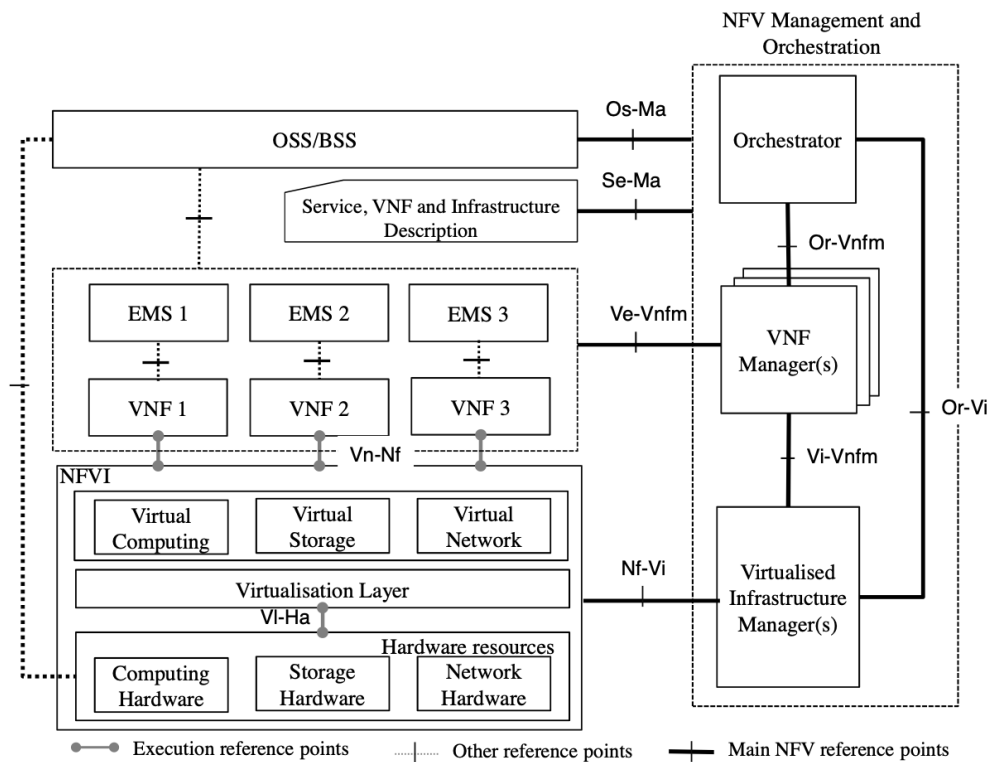 NFV Management and
Orchestration
Os-Ma
OSS/BSS
Orchestrator
Se-Ma
Service, VNF and Infrastructure
Description
Or-Vnfm
EMS 1
EMS 2
EMS 3
Ve-Vnfm
VNF
Manager(s)
VNF 1
VNF 2
VNF 3
Or-Vi
Vn-Nf
Vi-Vnfm
NFVI
Virtual
Computing
Virtual
Storage
Virtual
Network
Nf-Vi
Virtualised
Infrastructure
Manager(s)
Virtualisation Layer
Vl-Ha
Hardware resources
Computing
Hardware
Storage
Hardware
Network
Hardware
Execution reference points
Other reference points
Main NFV reference points